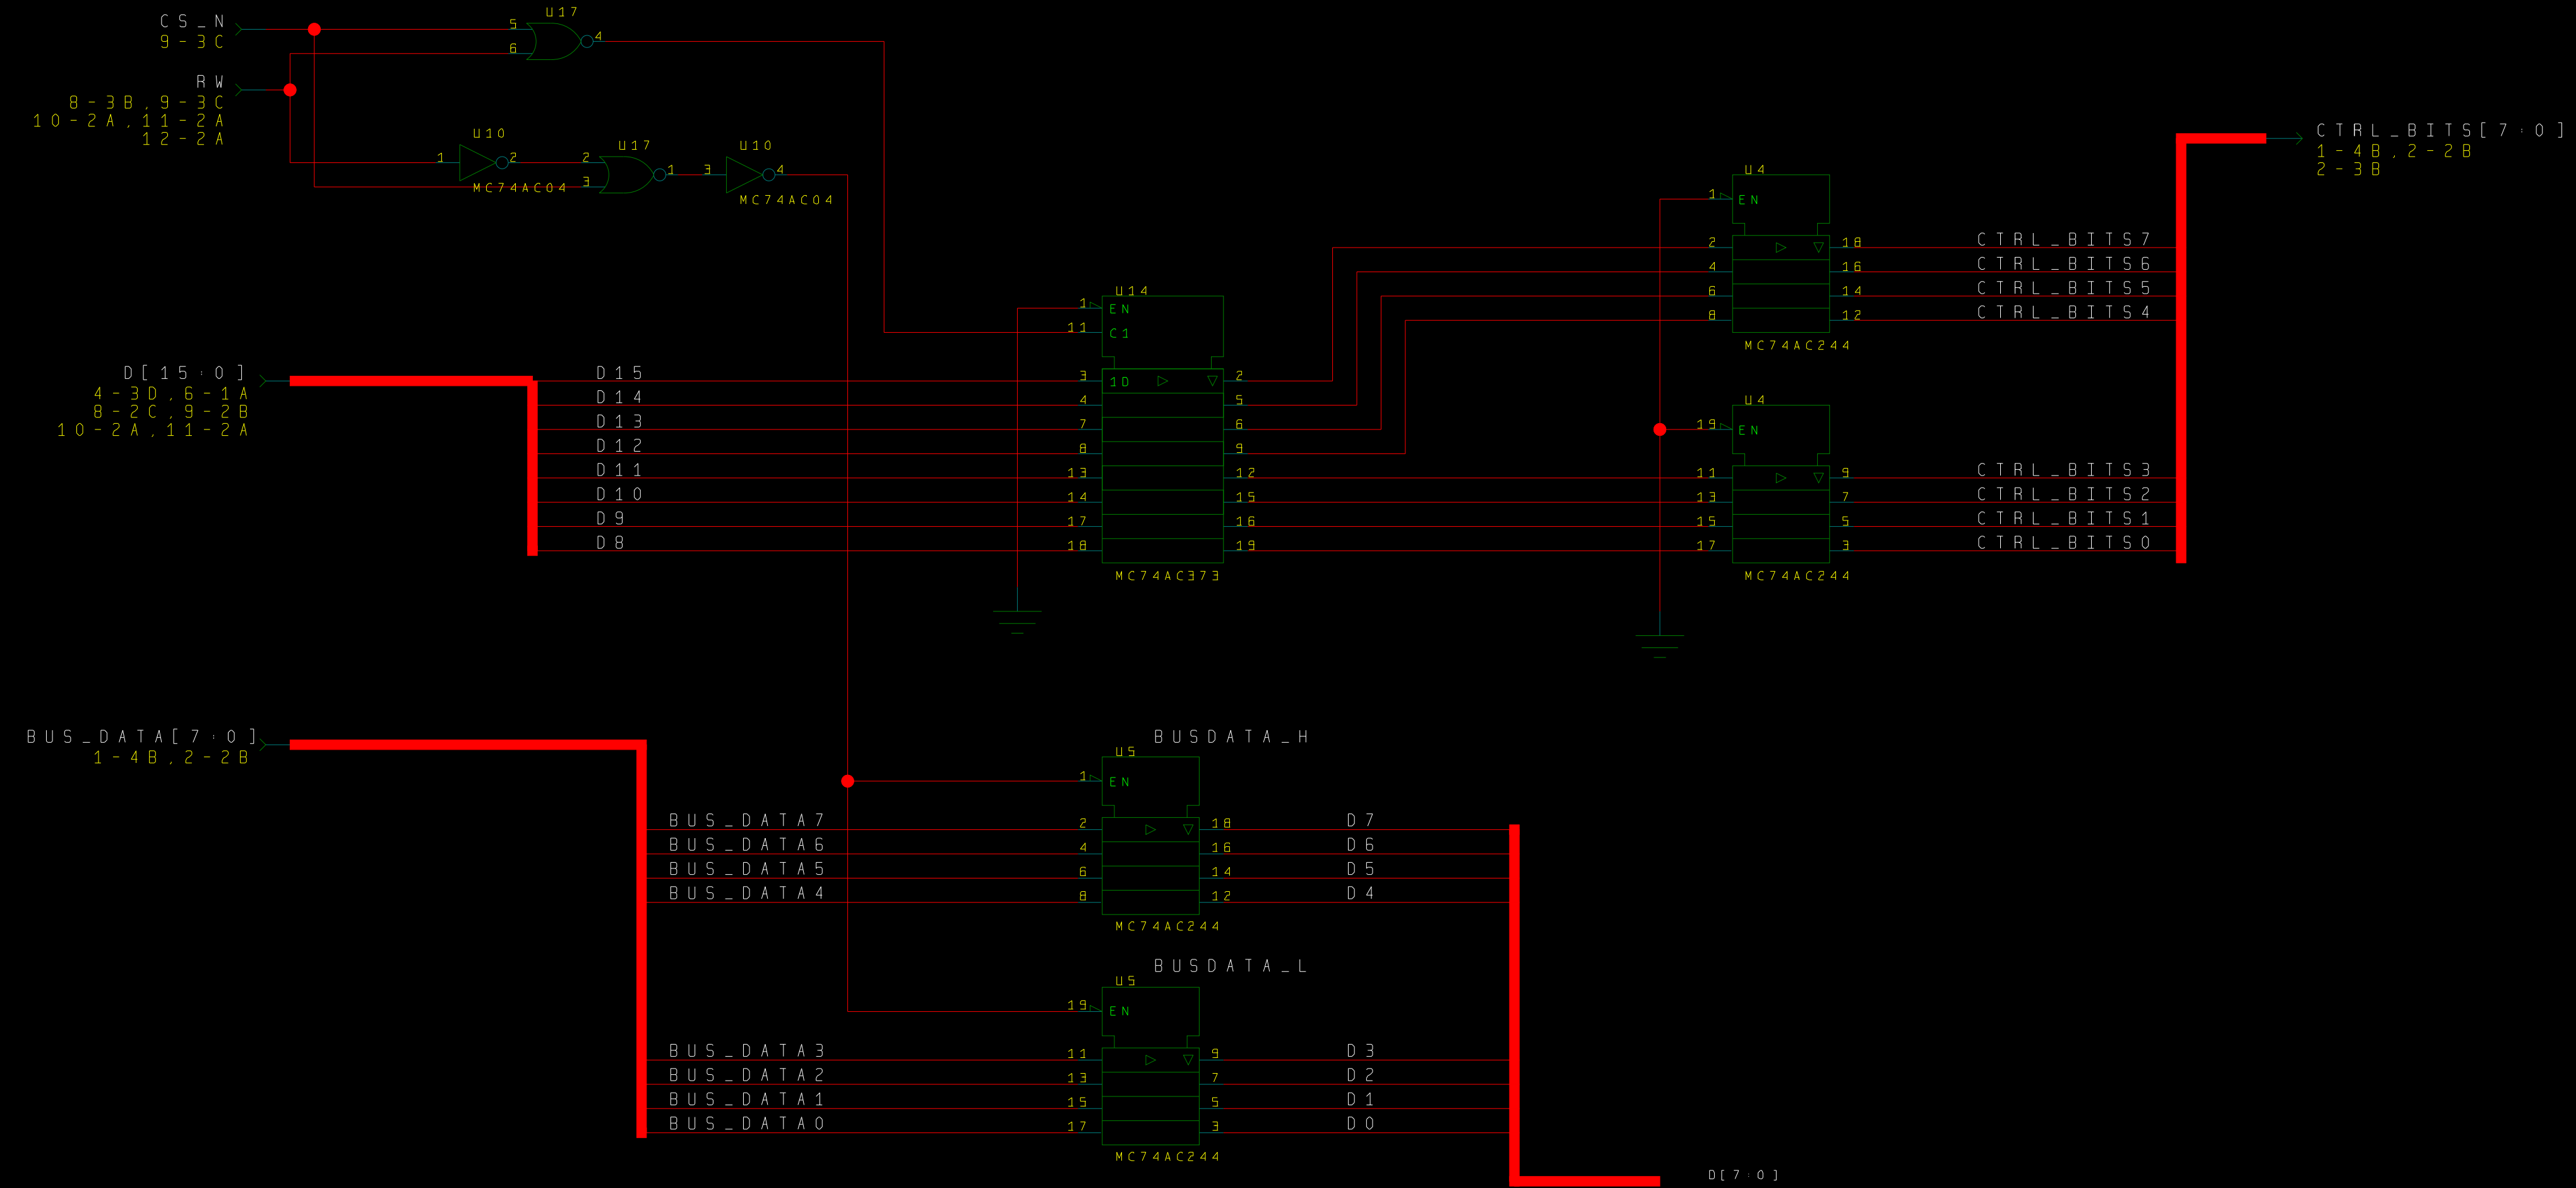 CS_N
9-3C
RW
8-3B,9-3C
10-2A,11-2A
12-2A
U17
5
6
4
U10
1
2
MC74AC04
U17
2
3
1
U10
3
4
MC74AC04
D[15:0]
4-3D,6-1A
8-2C,9-2B
10-2A,11-2A
D15
D14
D13
D12
D11
D10
D9
D8
U14
1
EN
11
C1
3
1D
2
4
5
7
6
8
9
13
12
14
15
17
16
18
19
MC74AC373
U4
1
EN
2
18
CTRL_BITS7
4
16
CTRL_BITS6
6
14
CTRL_BITS5
8
12
CTRL_BITS4
MC74AC244
U4
19
EN
11
9
CTRL_BITS3
13
7
CTRL_BITS2
15
5
CTRL_BITS1
17
3
CTRL_BITS0
MC74AC244
CTRL_BITS[7:0]
1-4B,2-2B
2-3B
BUS_DATA[7:0]
1-4B,2-2B
BUSDATA_H
U5
1
EN
BUS_DATA7
2
18
D7
BUS_DATA6
4
16
D6
BUS_DATA5
6
14
D5
BUS_DATA4
8
12
D4
MC74AC244
BUSDATA_L
U5
19
EN
BUS_DATA3
11
9
D3
BUS_DATA2
13
7
D2
BUS_DATA1
15
5
D1
BUS_DATA0
17
3
D0
MC74AC244
D[7:0]